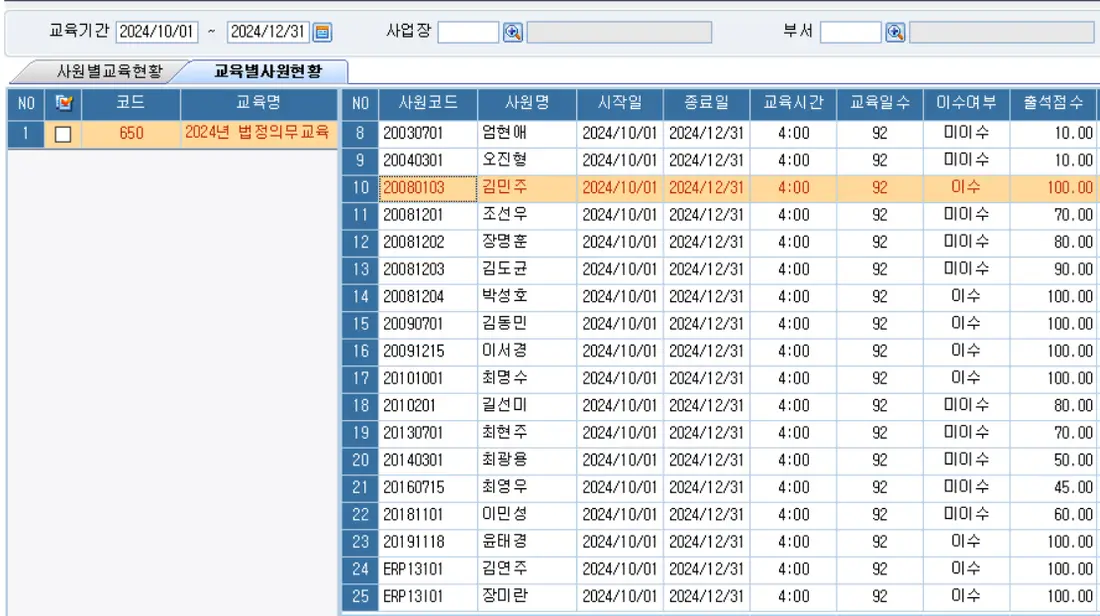 교육기간 2024/10/01 ~ 2024/12/31 사업장 부서
사원별교육현황 교육별사원현황
NO 코드 교육명
1 650 2024년 법정의무교육
NO 사원코드 사원명 시작일 종료일 교육시간 교육일수 이수여부 출석점수
8 20030701 엄현애 2024/10/01 2024/12/31 4:00 92 미이수 10.00
9 20040301 오진형 2024/10/01 2024/12/31 4:00 92 미이수 10.00
10 20080103 김민주 2024/10/01 2024/12/31 4:00 92 이수 100.00
11 20081201 조선우 2024/10/01 2024/12/31 4:00 92 미이수 70.00
12 20081202 장명훈 2024/10/01 2024/12/31 4:00 92 미이수 80.00
13 20081203 김도균 2024/10/01 2024/12/31 4:00 92 미이수 90.00
14 20081204 박성호 2024/10/01 2024/12/31 4:00 92 이수 100.00
15 20090701 김동민 2024/10/01 2024/12/31 4:00 92 이수 100.00
16 20091215 이서경 2024/10/01 2024/12/31 4:00 92 이수 100.00
17 20101001 최명수 2024/10/01 2024/12/31 4:00 92 이수 100.00
18 2010201 길선미 2024/10/01 2024/12/31 4:00 92 미이수 80.00
19 20130701 최현주 2024/10/01 2024/12/31 4:00 92 미이수 70.00
20 20140301 최광용 2024/10/01 2024/12/31 4:00 92 미이수 50.00
21 20160715 최영우 2024/10/01 2024/12/31 4:00 92 미이수 45.00
22 20181101 이민성 2024/10/01 2024/12/31 4:00 92 미이수 60.00
23 20191118 윤태경 2024/10/01 2024/12/31 4:00 92 이수 100.00
24 ERP13101 김연주 2024/10/01 2024/12/31 4:00 92 이수 100.00
25 ERP13101 장미란 2024/10/01 2024/12/31 4:00 92 이수 100.00